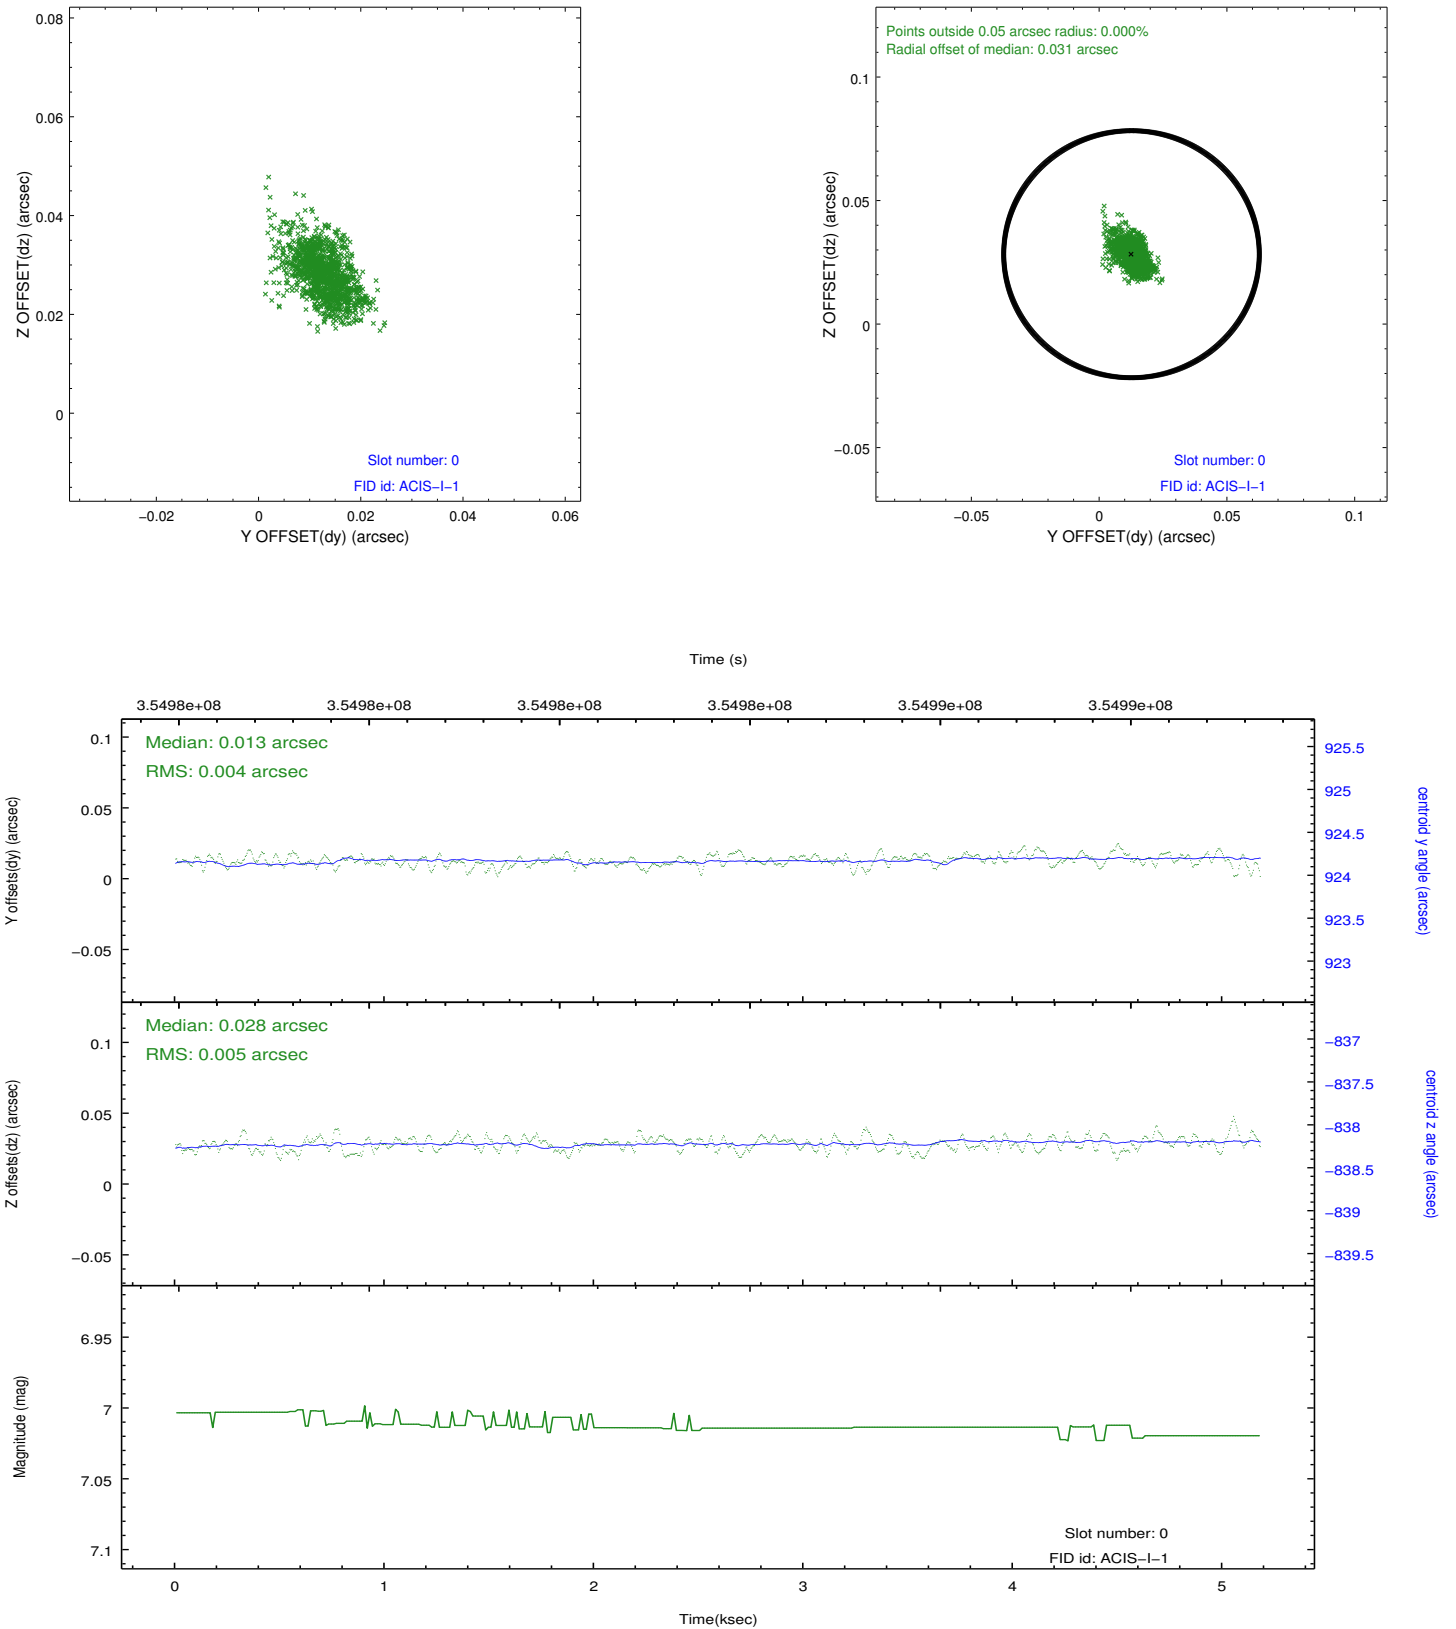 0.08
0.06
0.04
0.02
0
Z OFFSET(dz) (arcsec)
Slot number: 0
FID id: ACIS−I−1
−0.02 0 0.02 0.04 0.06
Y OFFSET(dy) (arcsec)
Points outside 0.05 arcsec radius: 0.000%
Radial offset of median: 0.031 arcsec
0.1
0.05
0
−0.05
Z OFFSET(dz) (arcsec)
Slot number: 0
FID id: ACIS−I−1
−0.05 0 0.05 0.1
Y OFFSET(dy) (arcsec)
Time (s)
3.5498e+08 3.5498e+08 3.5498e+08 3.5498e+08 3.5499e+08 3.5499e+08
Median: 0.013 arcsec
RMS: 0.004 arcsec
0.1
0.05
0
−0.05
Y offsets(dy) (arcsec)
925.5
925
924.5
924
923.5
923
centroid y angle (arcsec)
Median: 0.028 arcsec
RMS: 0.005 arcsec
0.1
0.05
0
−0.05
Z offsets(dz) (arcsec)
−837
−837.5
−838
−838.5
−839
−839.5
centroid z angle (arcsec)
6.95
7
7.05
7.1
Magnitude (mag)
Slot number: 0
FID id: ACIS−I−1
0 1 2 3 4 5
Time(ksec)